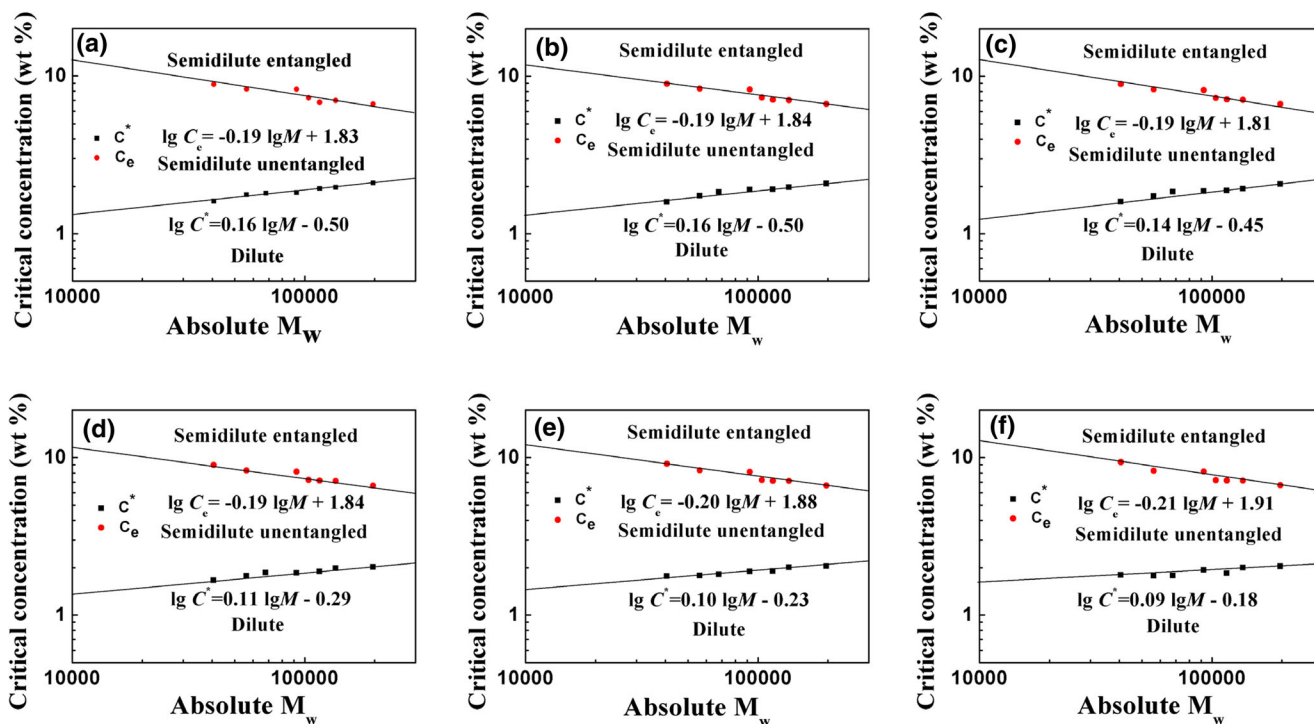 (a)
Critical concentration (wt %)
10
1
Semidilute entangled
C*
lg Ce= -0.19 lgM + 1.83
Ce
Semidilute unentangled
lg C*=0.16 lgM - 0.50
Dilute
10000 100000
Absolute Mw
(b)
Critical concentration (wt %)
10
1
Semidilute entangled
C*
lg Ce= -0.19 lgM + 1.84
Ce
Semidilute unentangled
lg C*=0.16 lgM - 0.50
Dilute
10000 100000
Absolute Mw
(c)
Critical concentration (wt %)
10
1
Semidilute entangled
C*
lg Ce= -0.19 lgM + 1.81
Ce
Semidilute unentangled
lg C*=0.14 lgM - 0.45
Dilute
10000 100000
Absolute Mw
(d)
Critical concentration (wt %)
10
1
Semidilute entangled
C*
lg Ce= -0.19 lgM + 1.84
Ce
Semidilute unentangled
lg C*=0.11 lgM - 0.29
Dilute
10000 100000
Absolute Mw
(e)
Critical concentration (wt %)
10
1
Semidilute entangled
C*
lg Ce= -0.20 lgM + 1.88
Ce
Semidilute unentangled
lg C*=0.10 lgM - 0.23
Dilute
10000 100000
Absolute Mw
(f)
Critical concentration (wt %)
10
1
Semidilute entangled
C*
lg Ce= -0.21 lgM + 1.91
Ce
Semidilute unentangled
lg C*=0.09 lgM - 0.18
Dilute
10000 100000
Absolute Mw